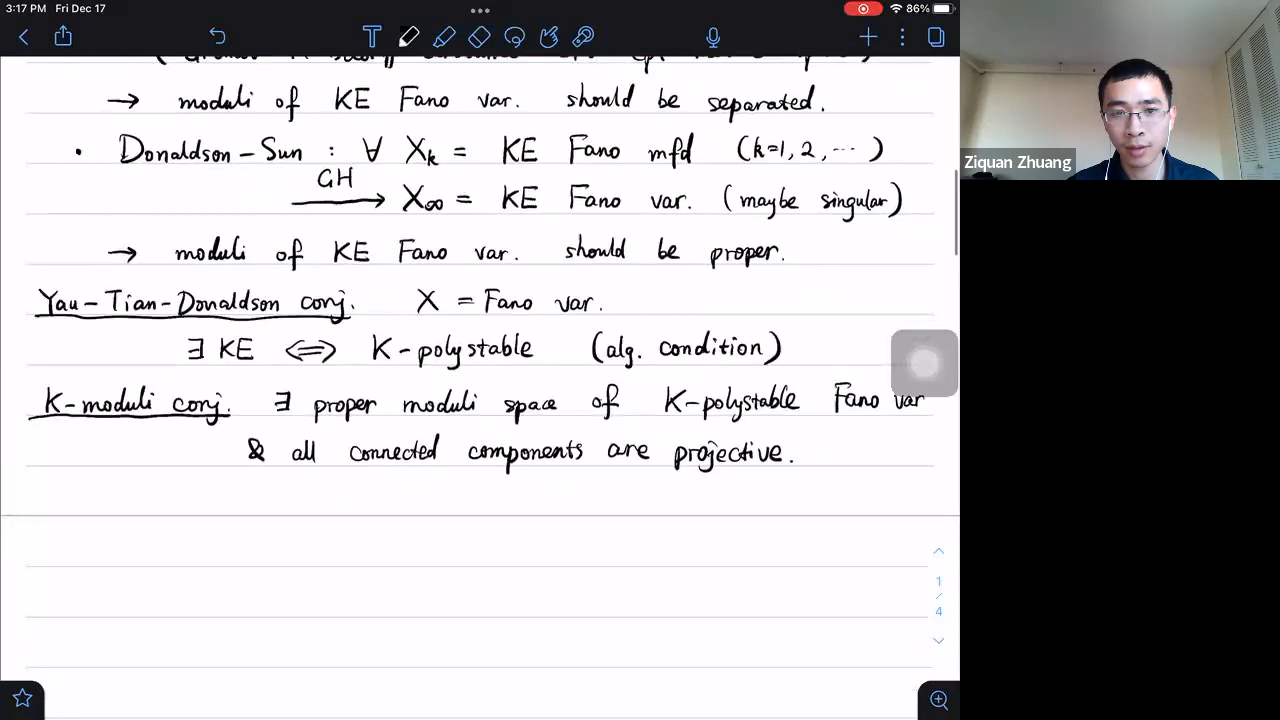 3:17 PM Fri Dec 17
86%
→ moduli of KE Fano var. should be separated.
• Donaldson-Sun : ∀ X_k = KE Fano mfd (k=1, 2, ...)
GH
⟶ X_∞ = KE Fano var. (maybe singular)
→ moduli of KE Fano var. should be proper.
Yau-Tian-Donaldson conj. X = Fano var.
∃ KE ⟺ K-polystable (alg. condition)
K-moduli conj. ∃ proper moduli space of K-polystable Fano var
& all connected components are projective.
1
/
4
Ziquan Zhuang